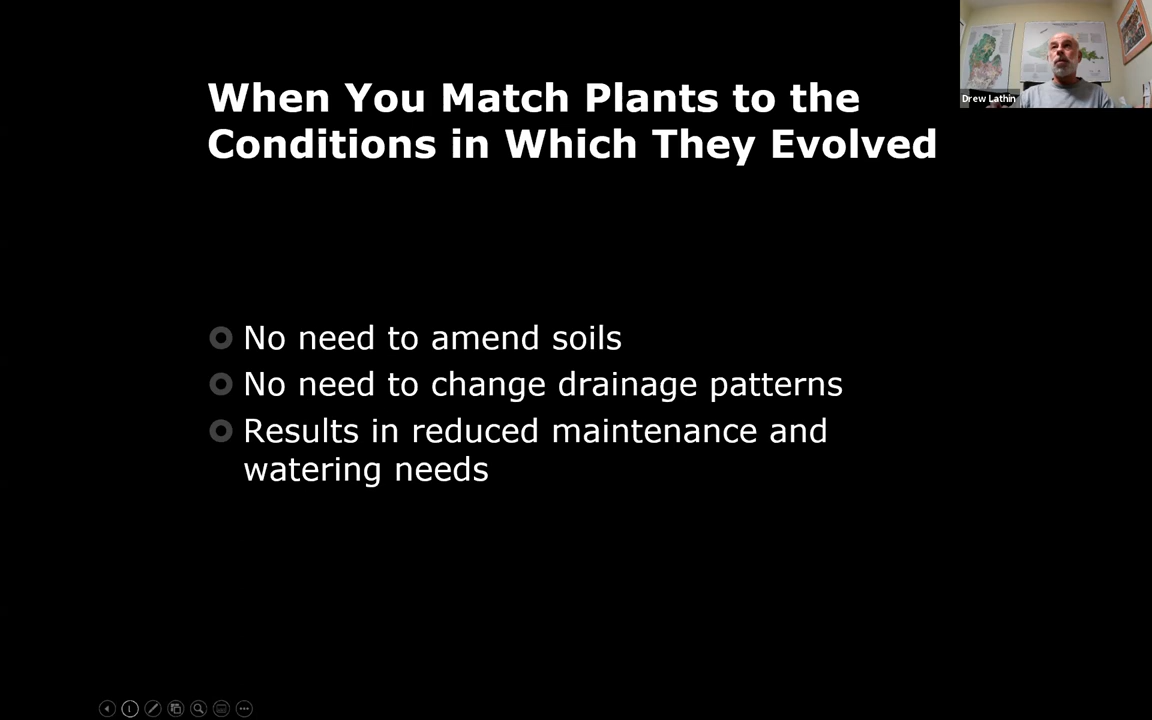 When You Match Plants to the
Conditions in Which They Evolved
Drew Lathin
No need to amend soils
No need to change drainage patterns
Results in reduced maintenance and
watering needs